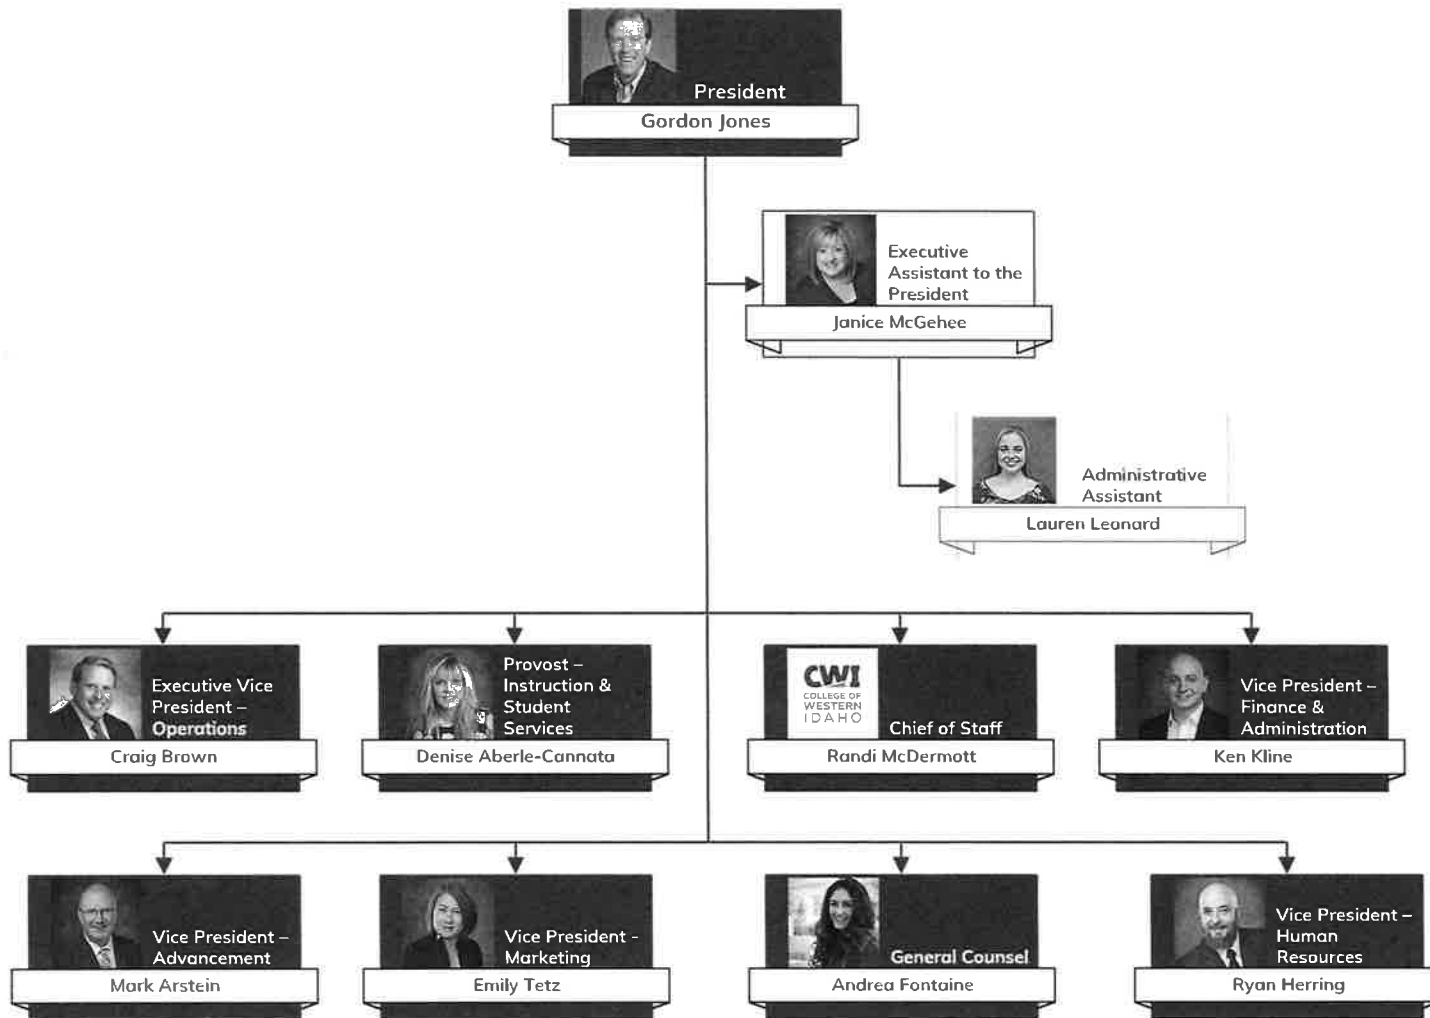 President
Gordon Jones
Executive
Assistant to the
President
Janice McGehee
Administrative
Assistant
Lauren Leonard
Executive Vice
President –
Operations
Craig Brown
Provost –
Instruction &
Student
Services
Denise Aberle-Cannata
CWI
COLLEGE OF
WESTERN
IDAHO
Chief of Staff
Randi McDermott
Vice President –
Finance &
Administration
Ken Kline
Vice President –
Advancement
Mark Arstein
Vice President -
Marketing
Emily Tetz
General Counsel
Andrea Fontaine
Vice President –
Human
Resources
Ryan Herring